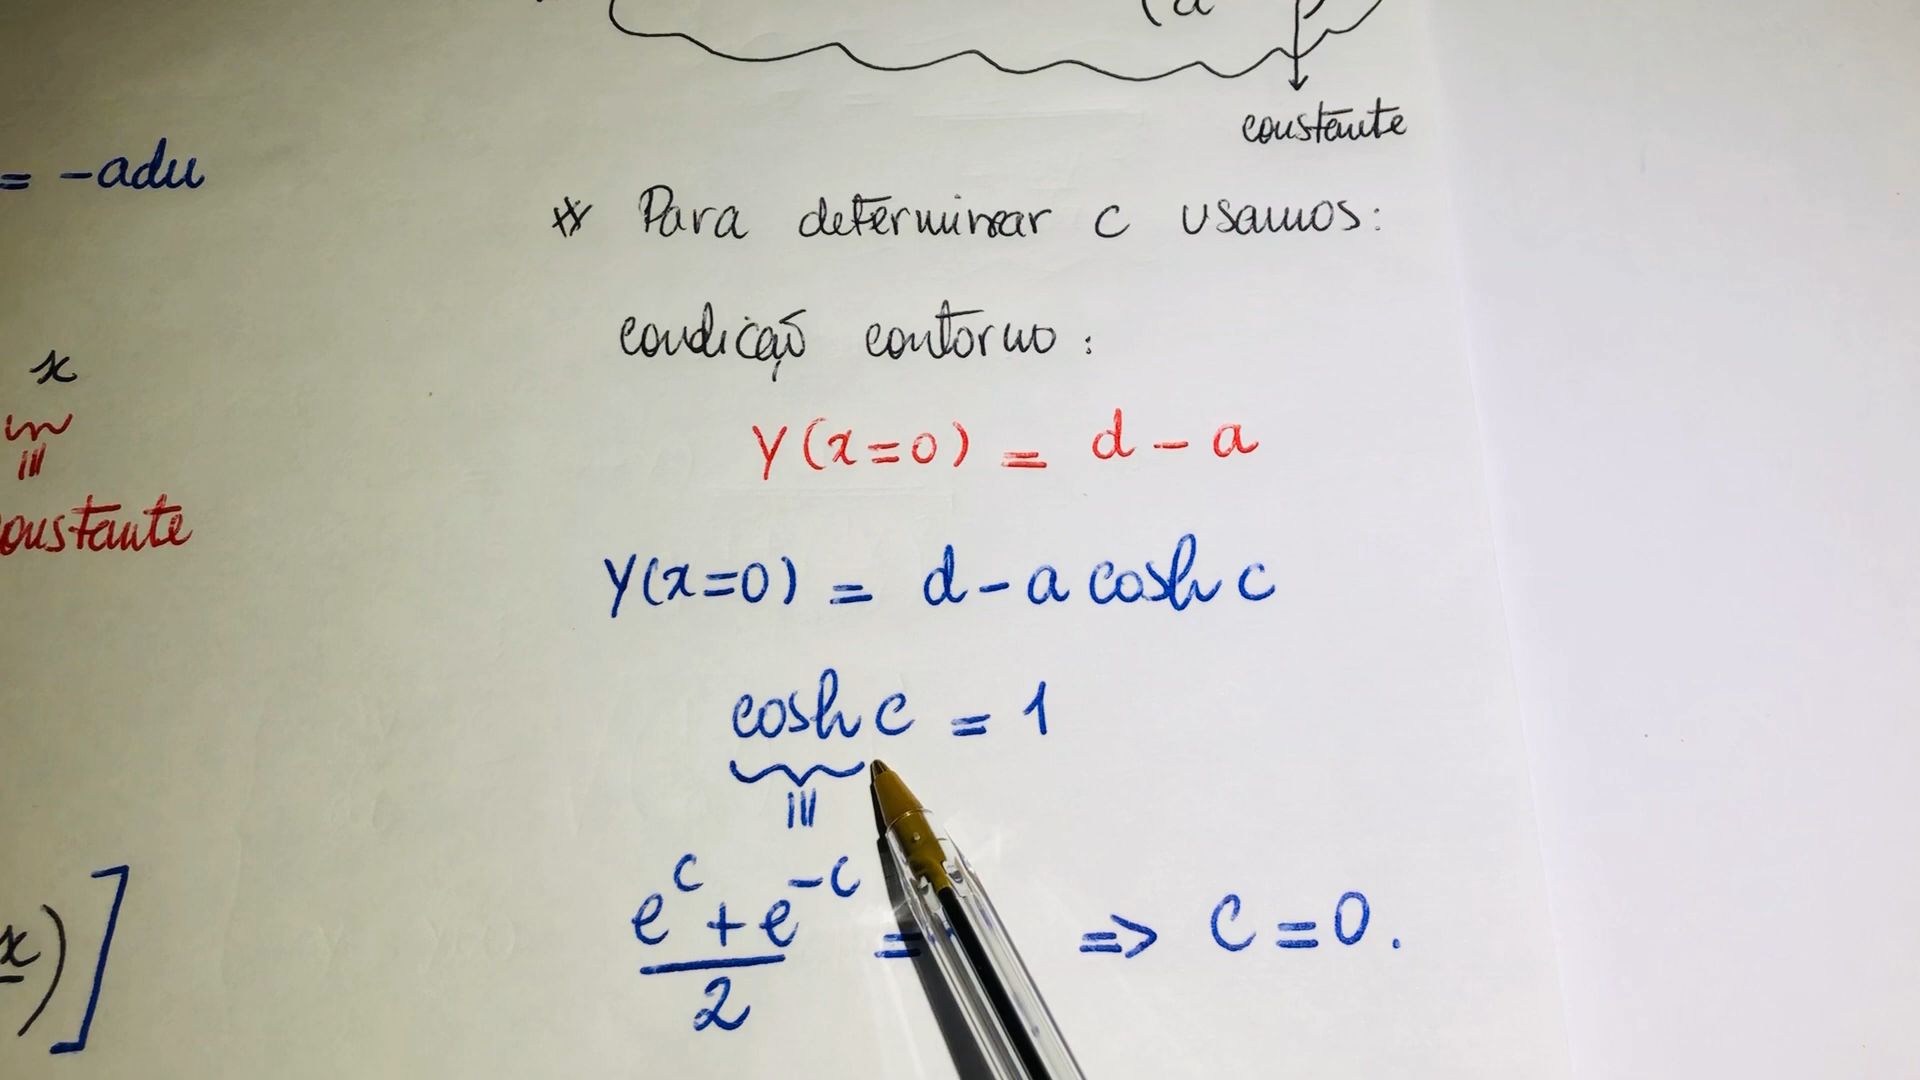 (a
constante
= -adu
* Para determinar c usamos:
condição contorno:
x
y(x=0) = d - a
constante
y(x=0) = d - a cosh c
cosh c = 1
e^c + e^-c
=
⇒ c = 0.
2
x)]